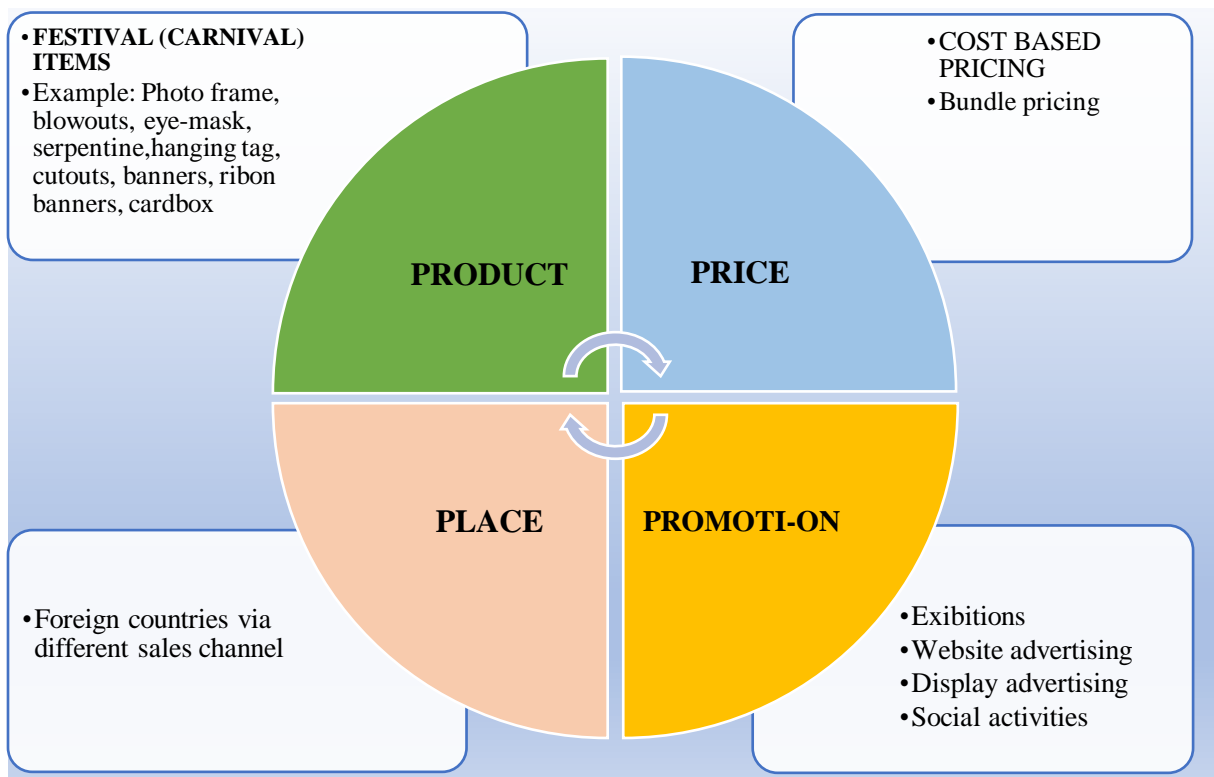 •FESTIVAL (CARNIVAL)
ITEMS
•Example: Photo frame,
blowouts, eye-mask,
serpentine,hanging tag,
cutouts, banners, ribon
banners, cardbox
•COST BASED
PRICING
•Bundle pricing
PRODUCT
PRICE
PLACE
PROMOTI-ON
•Foreign countries via
different sales channel
•Exibitions
•Website advertising
•Display advertising
•Social activities